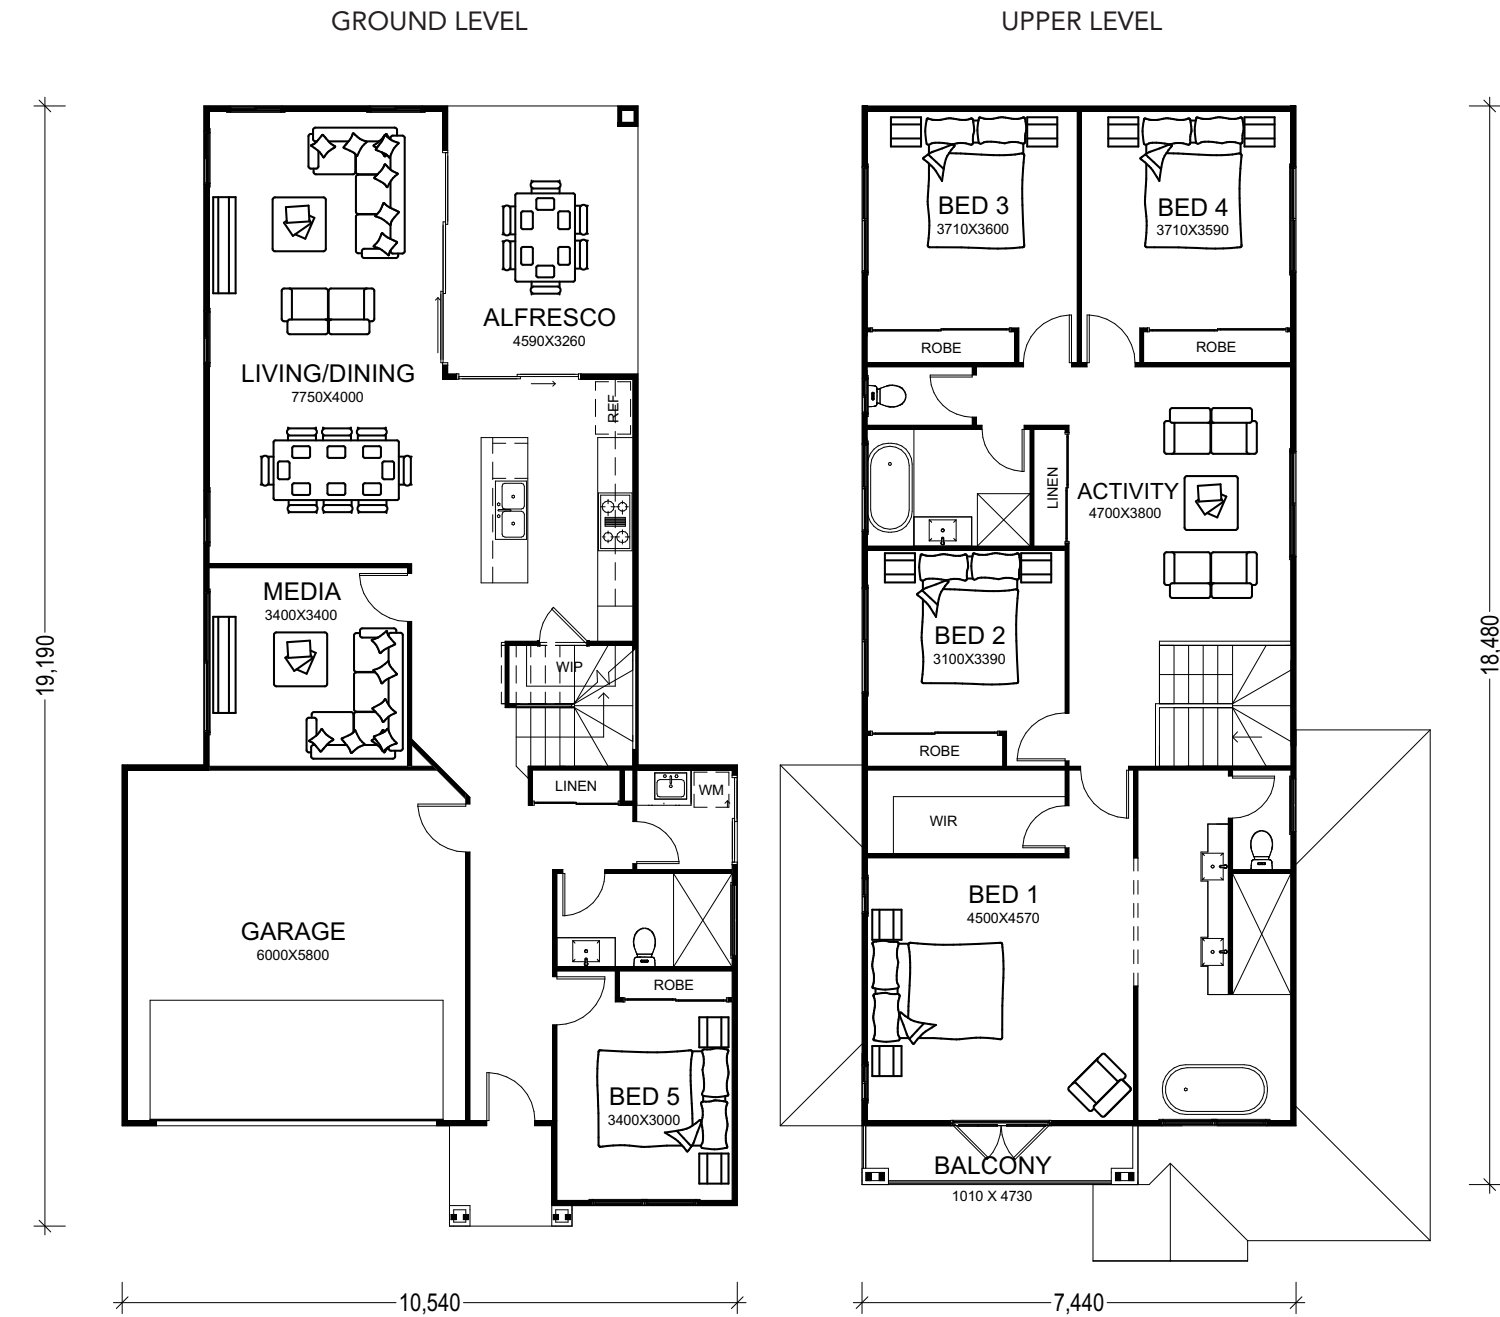 GROUND LEVEL
ALFRESCO
4590X3260
LIVING/DINING
7750X4000
REF
MEDIA
3400X3400
WIP
19,190
LINEN
WM
GARAGE
6000X5800
ROBE
BED 5
3400X3000
10,540
UPPER LEVEL
BED 3
3710X3600
BED 4
3710X3590
ROBE
ROBE
LINEN
ACTIVITY
4700X3800
BED 2
3100X3390
18,480
ROBE
WIR
BED 1
4500X4570
BALCONY
1010 X 4730
7,440